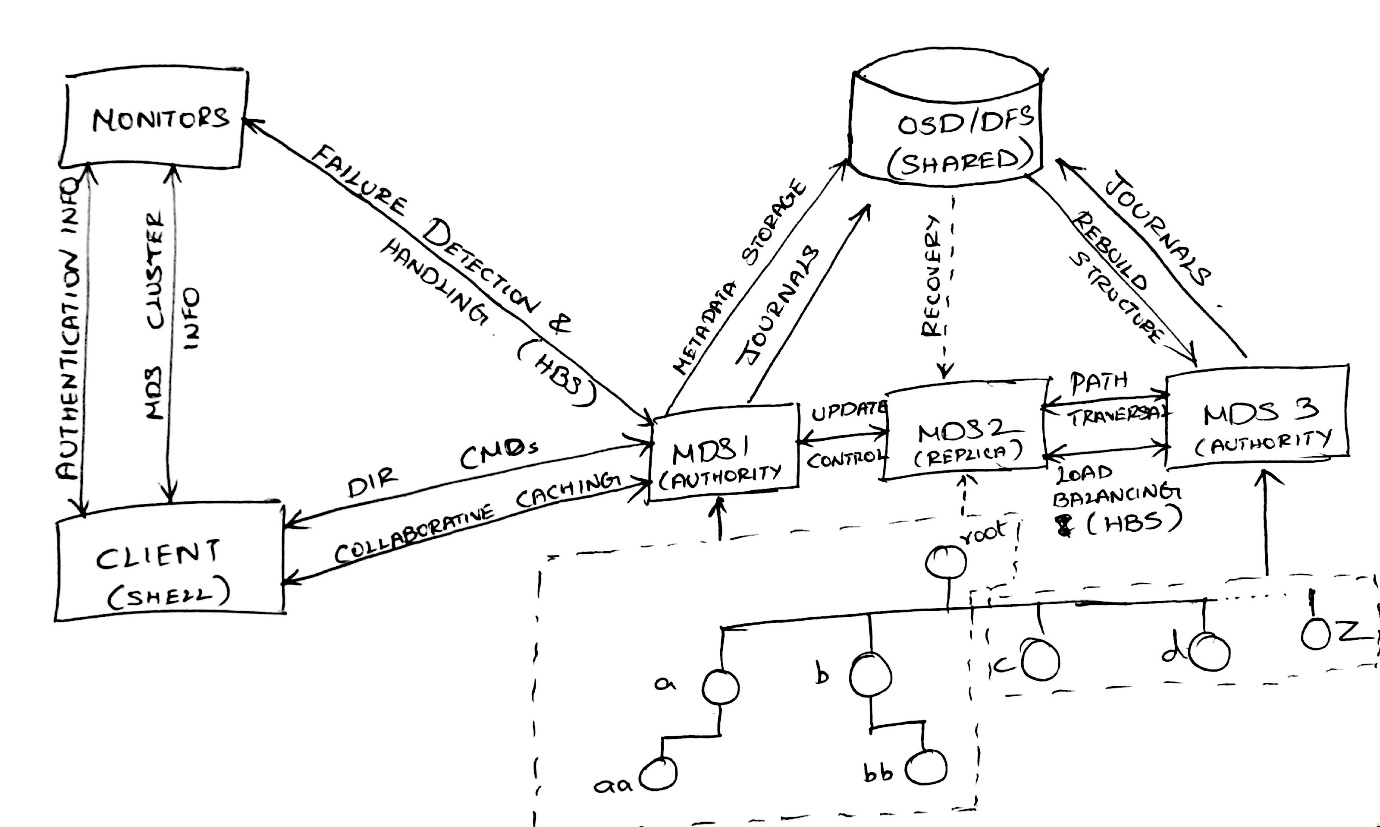 MONITORS
OSD/DFS
(SHARED)
AUTHENTICATION INFO
MDS CLUSTER
INFO
FAILURE DETECTION &
HANDLING.
(HBS)
METADATA STORAGE
JOURNALS
RECOVERY
REBUILD
STRUCTURE
JOURNALS.
CLIENT
(SHELL)
DIR CMDs
COLLABORATIVE CACHING
MDS1
(AUTHORITY
UPDATE
CONTROL
MDS2
(REPLICA)
PATH
TRAVERSAL
LOAD
BALANCING
& (HBS)
MDS 3
(AUTHORITY
root
a
b
c
d
Z
aa
bb